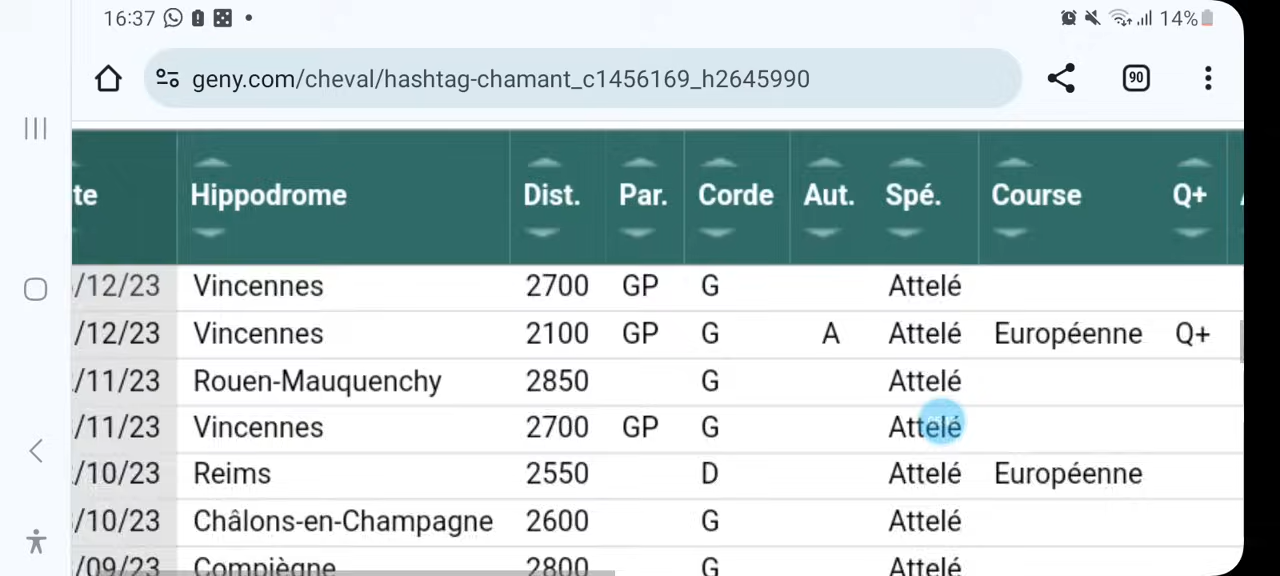 16:37 14%
geny.com/cheval/hashtag-chamant_c1456169_h2645990 90
te Hippodrome Dist. Par. Corde Aut. Spé. Course Q+
/12/23 Vincennes 2700 GP G Attelé
/12/23 Vincennes 2100 GP G A Attelé Européenne Q+
/11/23 Rouen-Mauquenchy 2850 G Attelé
/11/23 Vincennes 2700 GP G Attelé
/10/23 Reims 2550 D Attelé Européenne
/10/23 Châlons-en-Champagne 2600 G Attelé
/09/23 Compiègne 2800 G Attelé